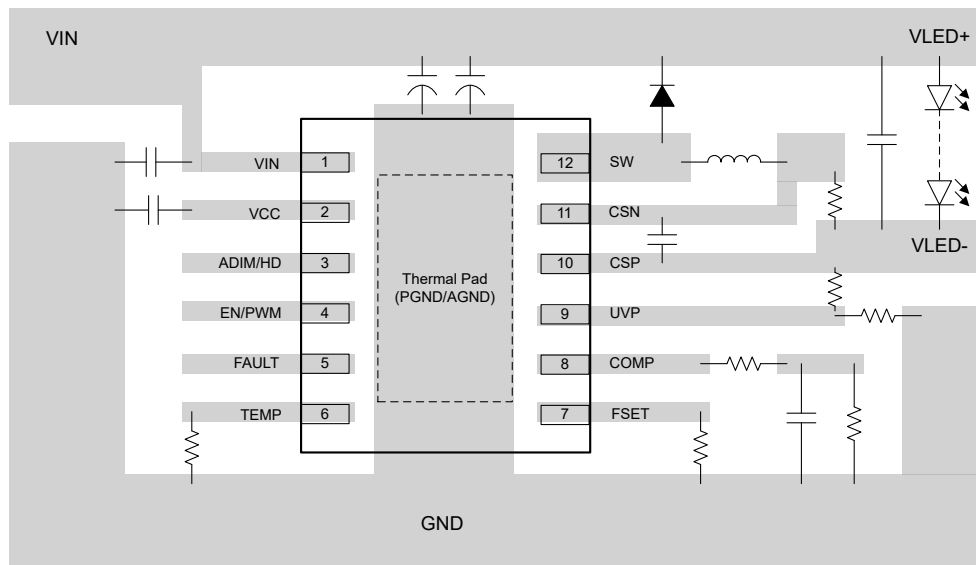 VIN
VLED+
VIN 1
12 SW
VCC 2
11 CSN
VLED-
ADIM/HD 3
10 CSP
Thermal Pad
(PGND/AGND)
EN/PWM 4
9 UVP
FAULT 5
8 COMP
TEMP 6
7 FSET
GND